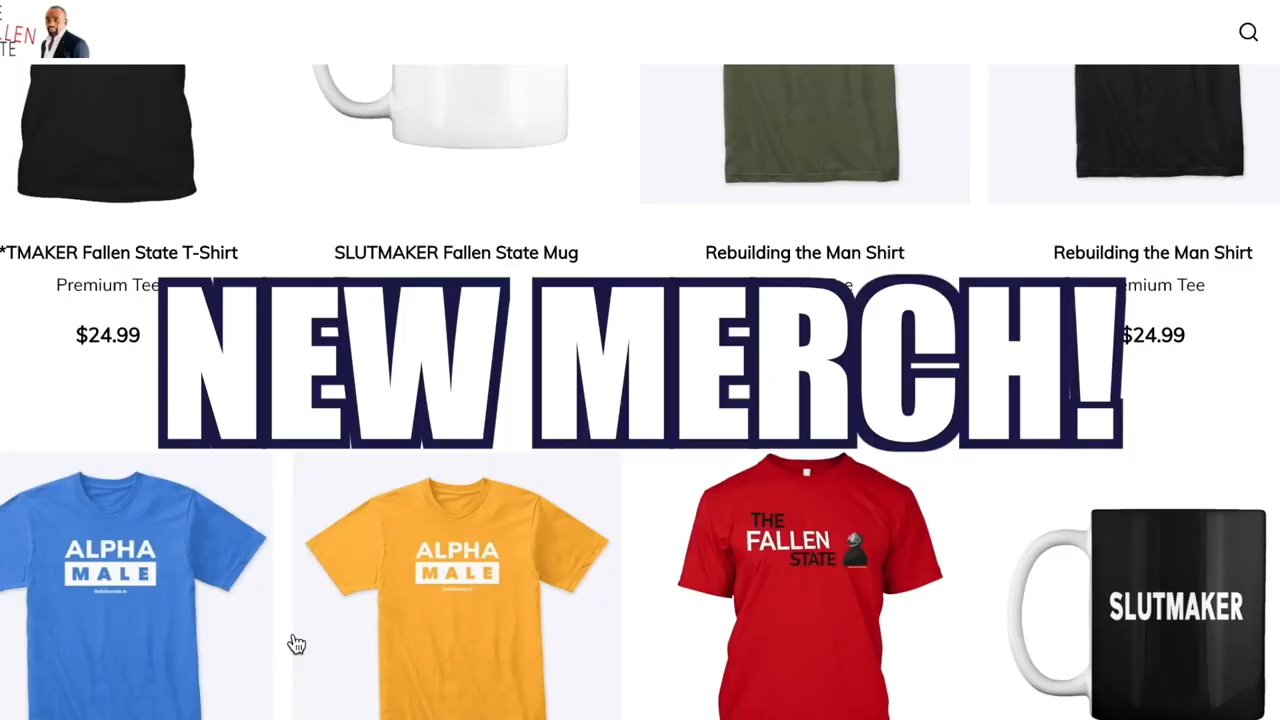 LLEN
TE
*TMAKER Fallen State T-Shirt
SLUTMAKER Fallen State Mug
Rebuilding the Man Shirt
Rebuilding the Man Shirt
Premium Tee
emium Tee
$24.99
$24.99
NEW MERCH!
ALPHA
MALE
ALPHA
MALE
THE
FALLEN
STATE
SLUTMAKER